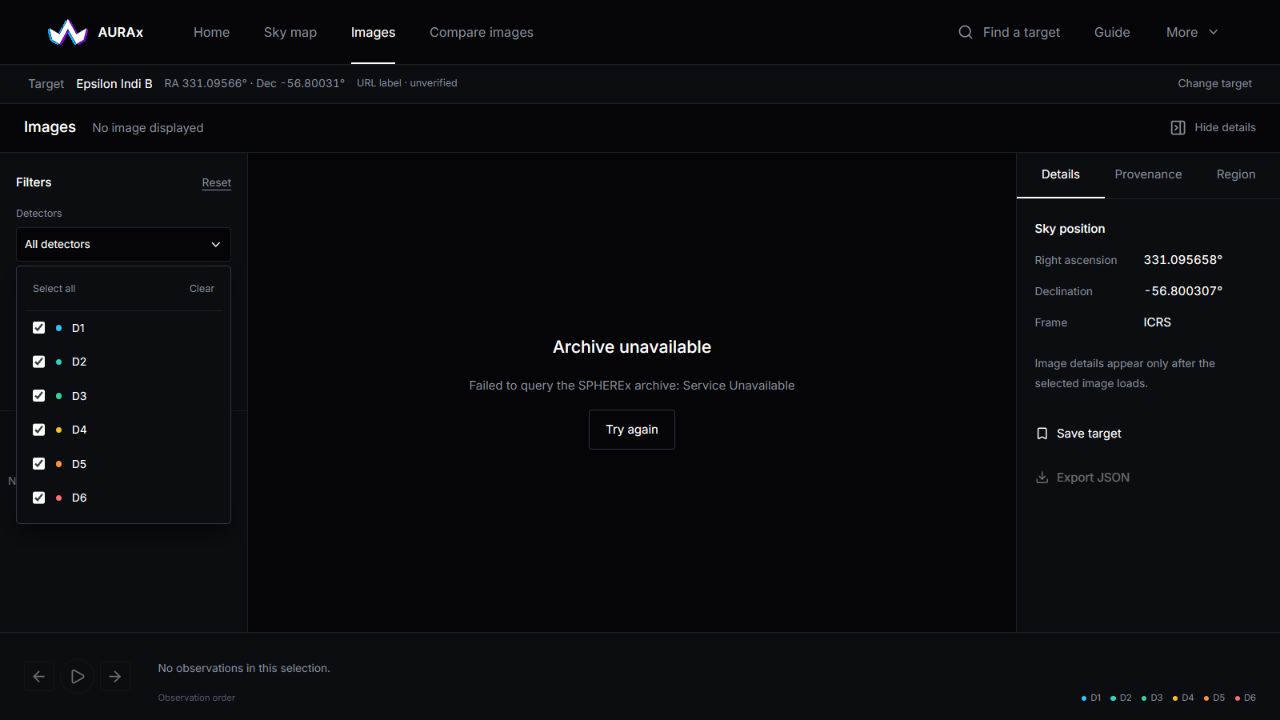 AURAx
Home
Sky map
Images
Compare images
Find a target
Guide
More
Target
Epsilon Indi B
RA 331.09566° · Dec -56.80031°
URL label · unverified
Change target
Images
No image displayed
Hide details
Filters
Reset
Detectors
All detectors
Select all
Clear
D1
D2
D3
D4
D5
D6
N
Archive unavailable
Failed to query the SPHEREx archive: Service Unavailable
Try again
Details
Provenance
Region
Sky position
Right ascension
331.095658°
Declination
-56.800307°
Frame
ICRS
Image details appear only after the
selected image loads.
Save target
Export JSON
No observations in this selection.
Observation order
D1
D2
D3
D4
D5
D6